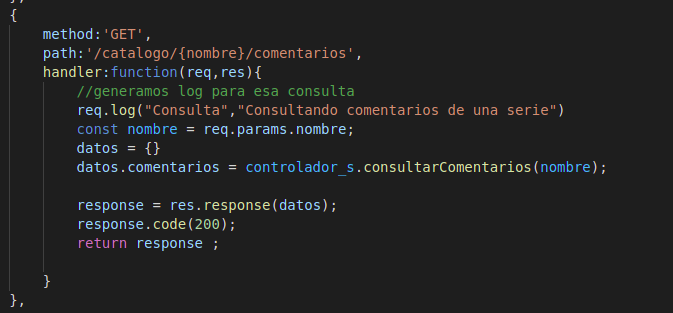 {
method:'GET',
path:'/catalogo/{nombre}/comentarios',
handler:function(req,res){
//generamos log para esa consulta
req.log("Consulta","Consultando comentarios de una serie")
const nombre = req.params.nombre;
datos = {}
datos.comentarios = controlador_s.consultarComentarios(nombre);
response = res.response(datos);
response.code(200);
return response ;
}
},